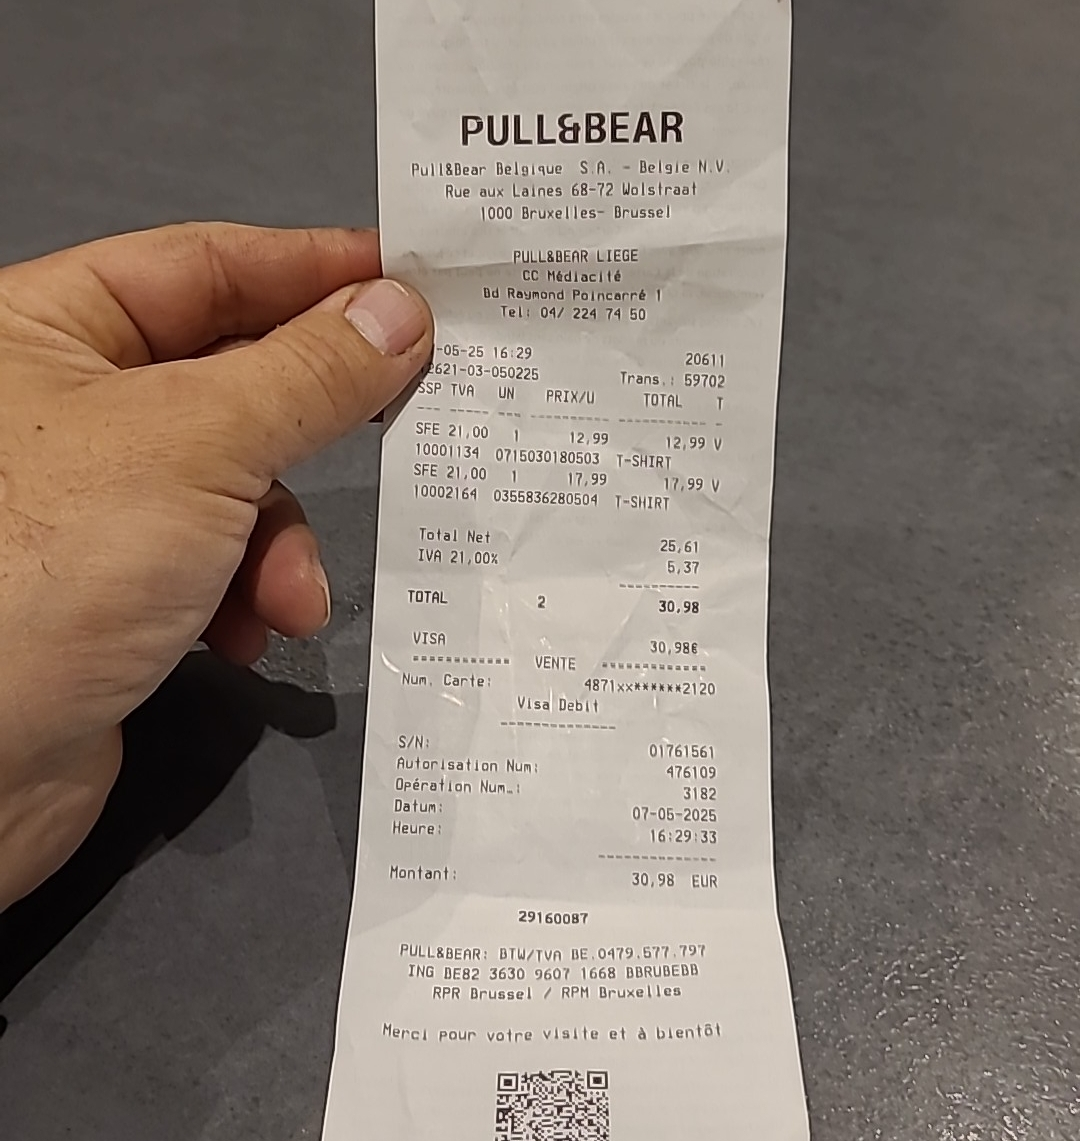 PULL&BEAR
Pull&Bear Belgique S.A. - Belgie N.V.
Rue aux Laines 68-72 Wolstraat
1000 Bruxelles- Brussel
PULL&BEAR LIEGE
CC Médiacité
Bd Raymond Poincarré 1
Tel: 04/ 224 74 50
-05-25 16:29 20611
2621-03-050225 Trans.: 59702
SSP TVA UN PRIX/U TOTAL T
SFE 21,00 1 12,99 12,99 V
10001134 0715030180503 T-SHIRT
SFE 21,00 1 17,99 17,99 V
10002164 0355836280504 T-SHIRT
Total Net 25,61
IVA 21,00% 5,37
TOTAL 2 30,98
VISA 30,98€
============ VENTE =============
Num. Carte: 4871xx******2120
Visa Debit
S/N: 01761561
Autorisation Num: 476109
Opération Num.: 3182
Datum: 07-05-2025
Heure: 16:29:33
Montant: 30,98 EUR
29160087
PULL&BEAR: BTW/TVA BE.0479.577.797
ING BE82 3630 9607 1668 BBRUBEBB
RPR Brussel / RPM Bruxelles
Merci pour votre visite et à bientôt